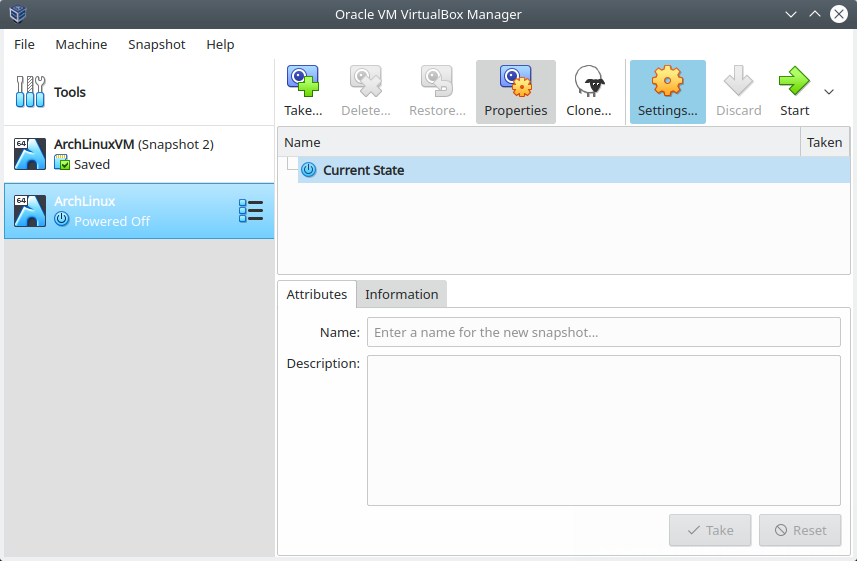 Oracle VM VirtualBox Manager
File Machine Snapshot Help
Tools
Take... Delete... Restore... Properties Clone... Settings... Discard Start
64
ArchLinuxVM (Snapshot 2)
Saved
64
ArchLinux
Powered Off
Name Taken
Current State
Attributes Information
Name: Enter a name for the new snapshot...
Description:
Take Reset